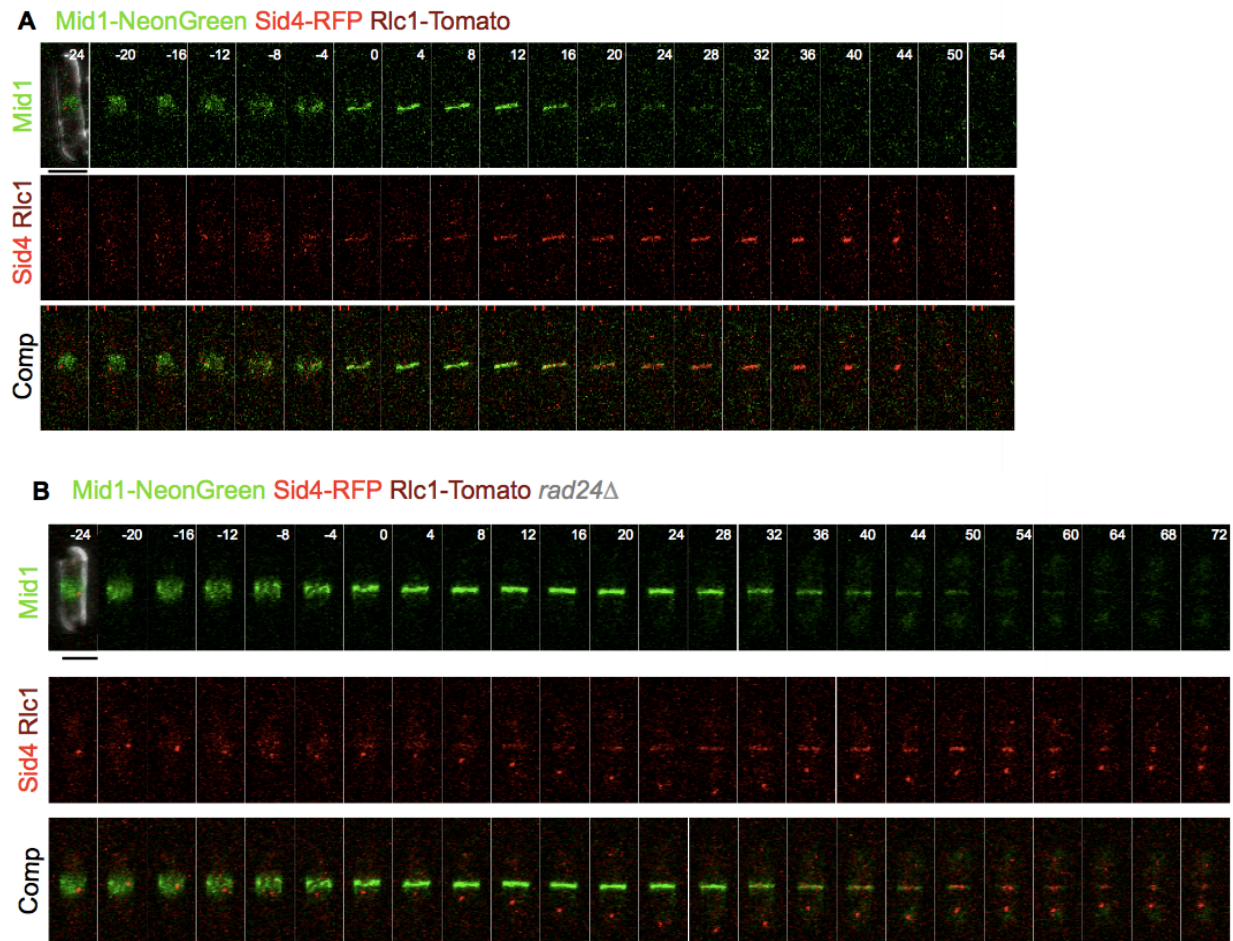 A Mid1-NeonGreen Sid4-RFP Rlc1-Tomato
Mid1
-24 -20 -16 -12 -8 -4 0 4 8 12 16 20 24 28 32 36 40 44 50 54
Sid4 Rlc1
Comp
B Mid1-NeonGreen Sid4-RFP Rlc1-Tomato rad24Δ
Mid1
-24 -20 -16 -12 -8 -4 0 4 8 12 16 20 24 28 32 36 40 44 48 54 60 64 68 72
Sid4 Rlc1
Comp